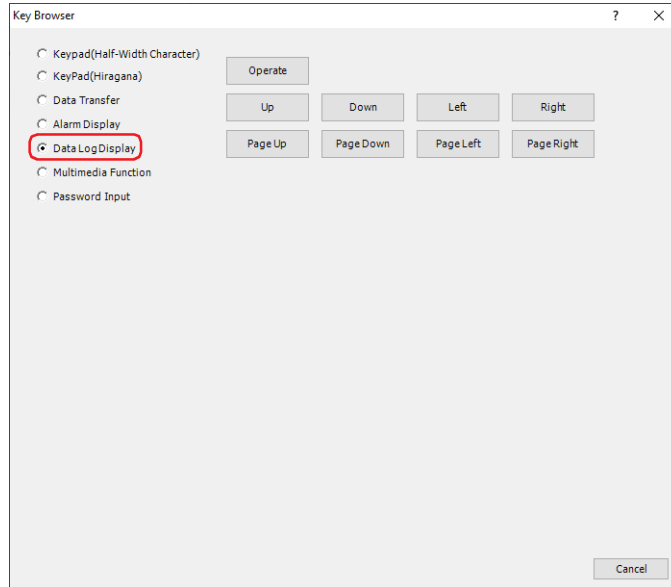 Key Browser
?
Keypad(Half-Width Character)
KeyPad(Hiragana)
Data Transfer
Alarm Display
Data Log Display
Multimedia Function
Password Input
Operate
Up Down Left Right
Page Up Page Down Page Left Page Right
Cancel